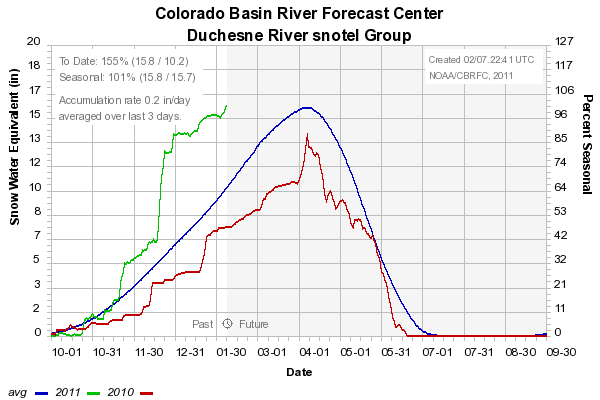 Colorado Basin River Forecast Center
Duchesne River snotel Group
To Date: 155% (15.8 / 10.2)
Seasonal: 101% (15.8 / 15.7)
Accumulation rate 0.2 in/day
averaged over last 3 days.
Created 02/07.22:41 UTC
NOAA/CBRFC, 2011
Snow Water Equivalent (in)
20
18
17
15
13
12
10
8
7
5
3
2
0
127
117
106
96
85
74
64
53
42
32
21
11
0
Percent Seasonal
Past Future
10-01 10-31 11-30 12-31 01-30 03-01 04-01 05-01 05-31 07-01 07-31 08-30 09-30
Date
avg 2011 2010